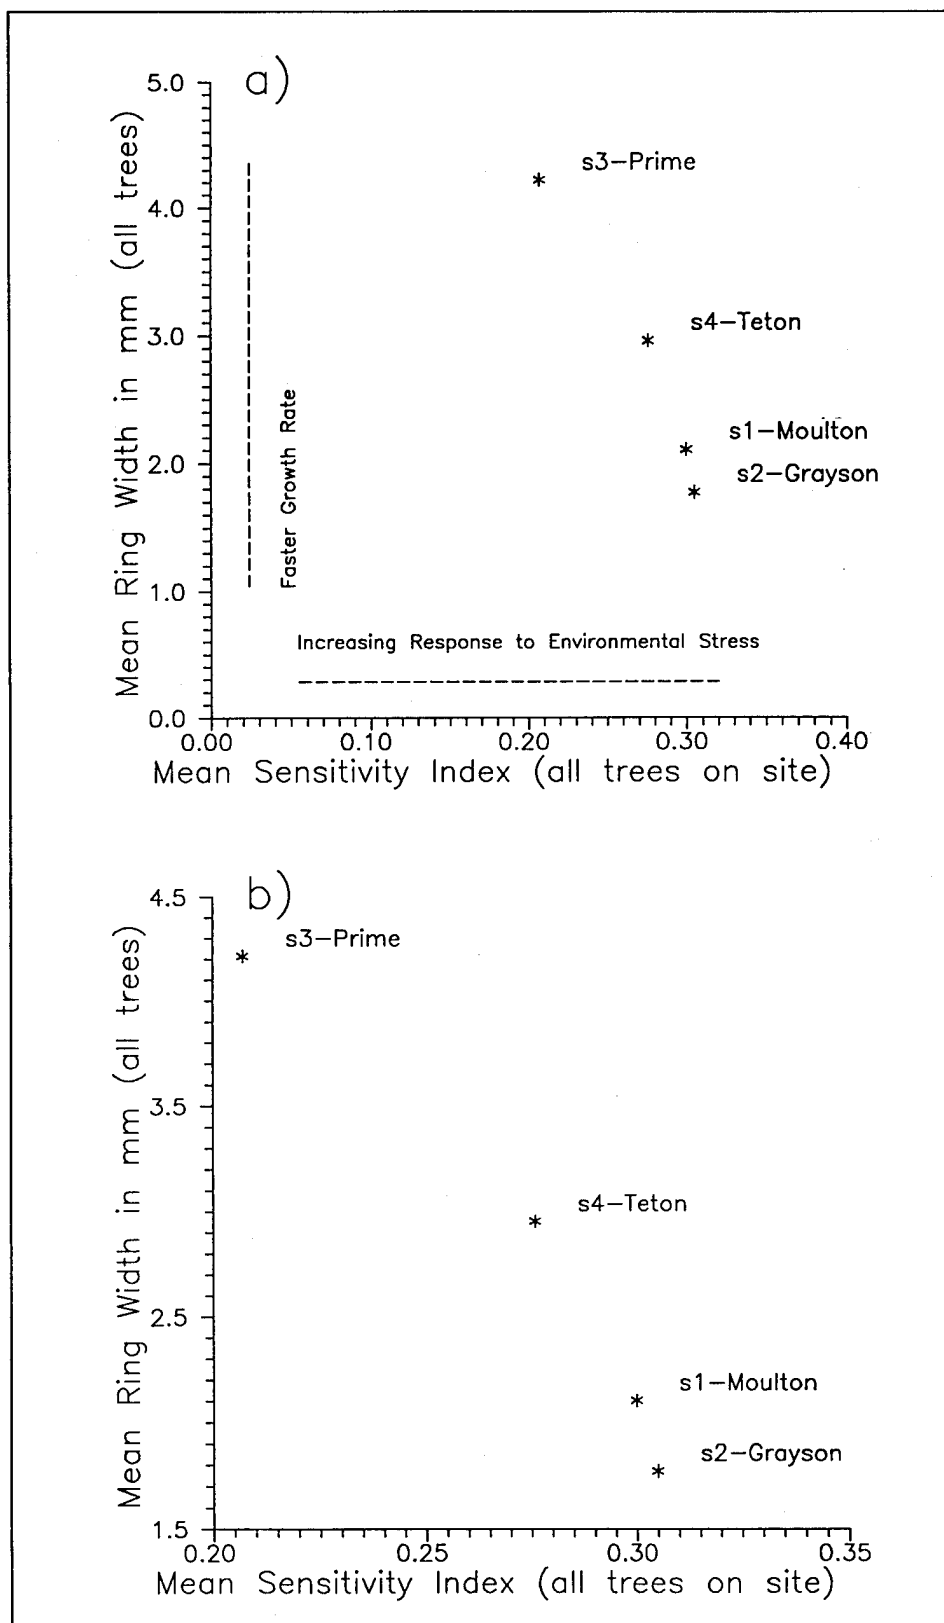 a)
5.0
s3-Prime
4.0
s4-Teton
3.0
s1-Moulton
s2-Grayson
2.0
1.0
0.0
Mean Ring Width in mm (all trees)
Faster Growth Rate
Increasing Response to Environmental Stress
0.00 0.10 0.20 0.30 0.40
Mean Sensitivity Index (all trees on site)
b)
4.5
s3-Prime
3.5
s4-Teton
2.5
s1-Moulton
s2-Grayson
1.5
Mean Ring Width in mm (all trees)
0.20 0.25 0.30 0.35
Mean Sensitivity Index (all trees on site)